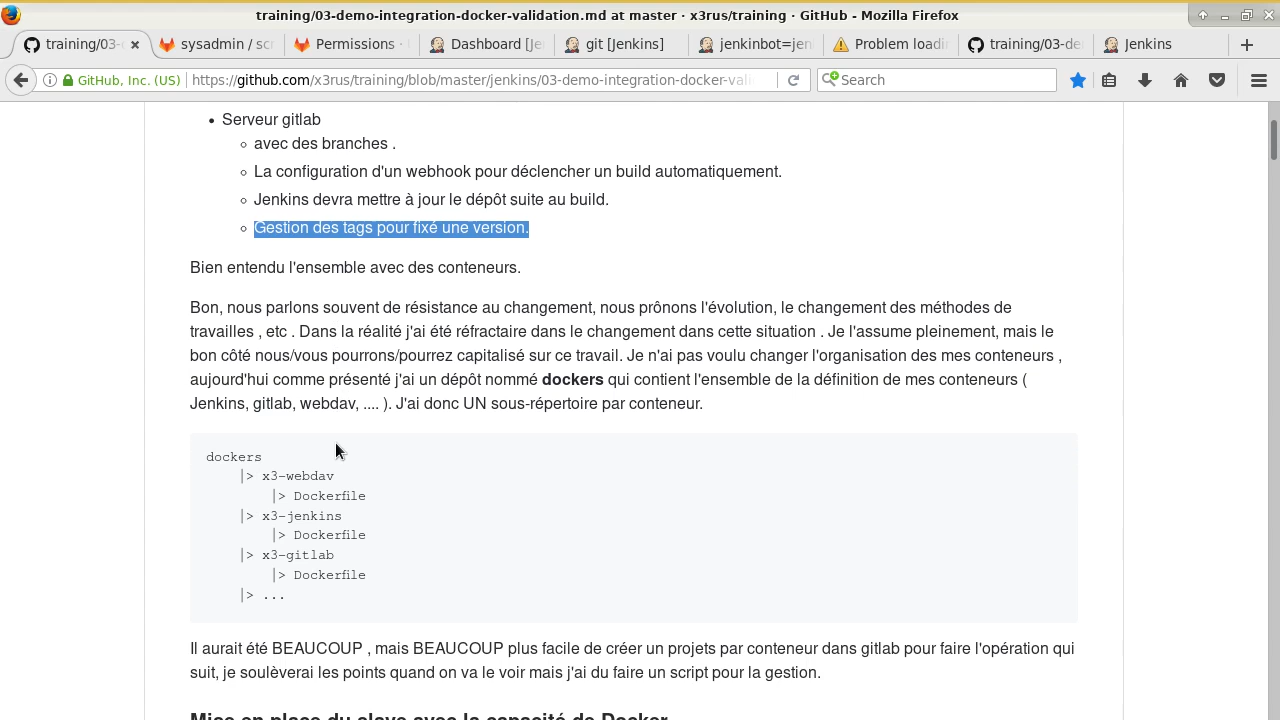 training/03-demo-integration-docker-validation.md at master · x3rus/training · GitHub - Mozilla Firefox
training/03-
sysadmin / scr
Permissions ·
Dashboard [Je
git [Jenkins]
jenkinbot=jen
Problem loadi
training/03-de
Jenkins
GitHub, Inc. (US)
https://github.com/x3rus/training/blob/master/jenkins/03-demo-integration-docker-vali
Search
Serveur gitlab
avec des branches .
La configuration d'un webhook pour déclencher un build automatiquement.
Jenkins devra mettre à jour le dépôt suite au build.
Gestion des tags pour fixé une version.
Bien entendu l'ensemble avec des conteneurs.
Bon, nous parlons souvent de résistance au changement, nous prônons l'évolution, le changement des méthodes de
travailles , etc . Dans la réalité j'ai été réfractaire dans le changement dans cette situation . Je l'assume pleinement, mais le
bon côté nous/vous pourrons/pourrez capitalisé sur ce travail. Je n'ai pas voulu changer l'organisation des mes conteneurs ,
aujourd'hui comme présenté j'ai un dépôt nommé dockers qui contient l'ensemble de la définition de mes conteneurs (
Jenkins, gitlab, webdav, .... ). J'ai donc UN sous-répertoire par conteneur.
dockers
|> x3-webdav
|> Dockerfile
|> x3-jenkins
|> Dockerfile
|> x3-gitlab
|> Dockerfile
|> ...
Il aurait été BEAUCOUP , mais BEAUCOUP plus facile de créer un projets par conteneur dans gitlab pour faire l'opération qui
suit, je soulèverai les points quand on va le voir mais j'ai du faire un script pour la gestion.
Mise en place du slave avec la capacité de Docker